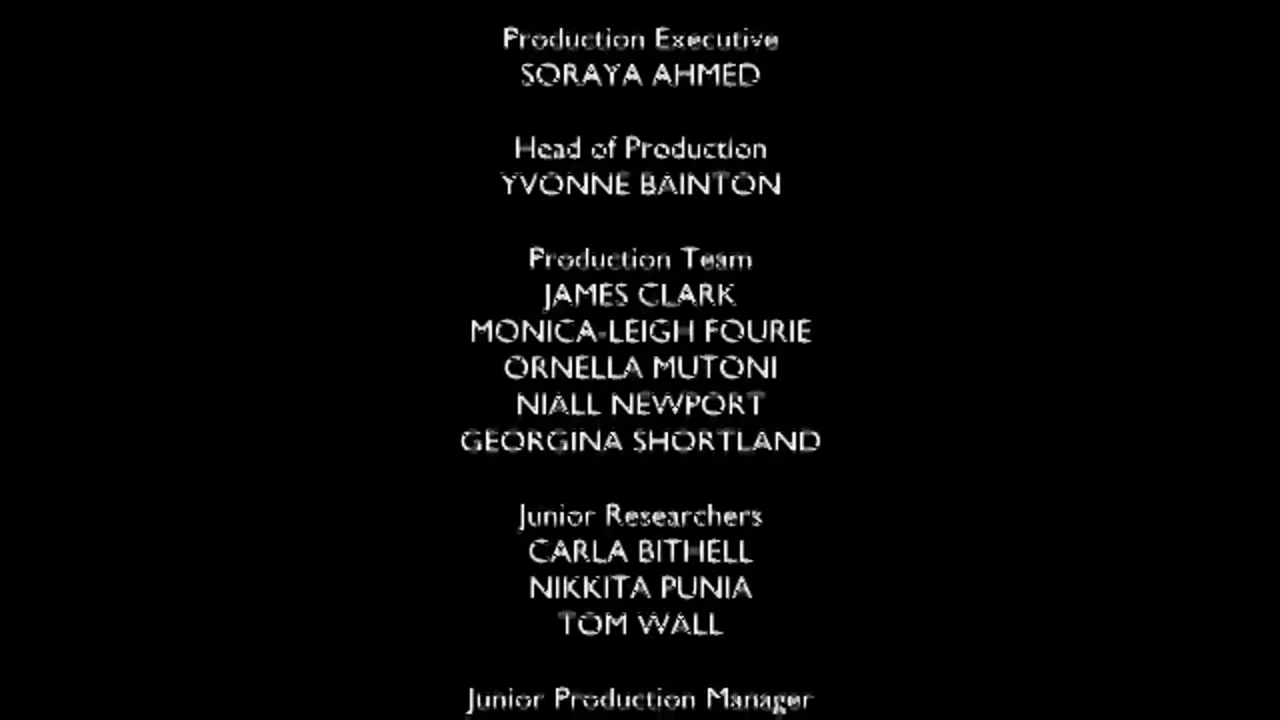 Production Executive
SORAYA AHMED
Head of Production
YVONNE BAINTON
Production Team
JAMES CLARK
MONICA-LEIGH FOURIE
ORNELLA MUTONI
NIALL NEWPORT
GEORGINA SHORTLAND
Junior Researchers
CARLA BITHELL
NIKKITA PUNIA
TOM WALL
Junior Production Manager